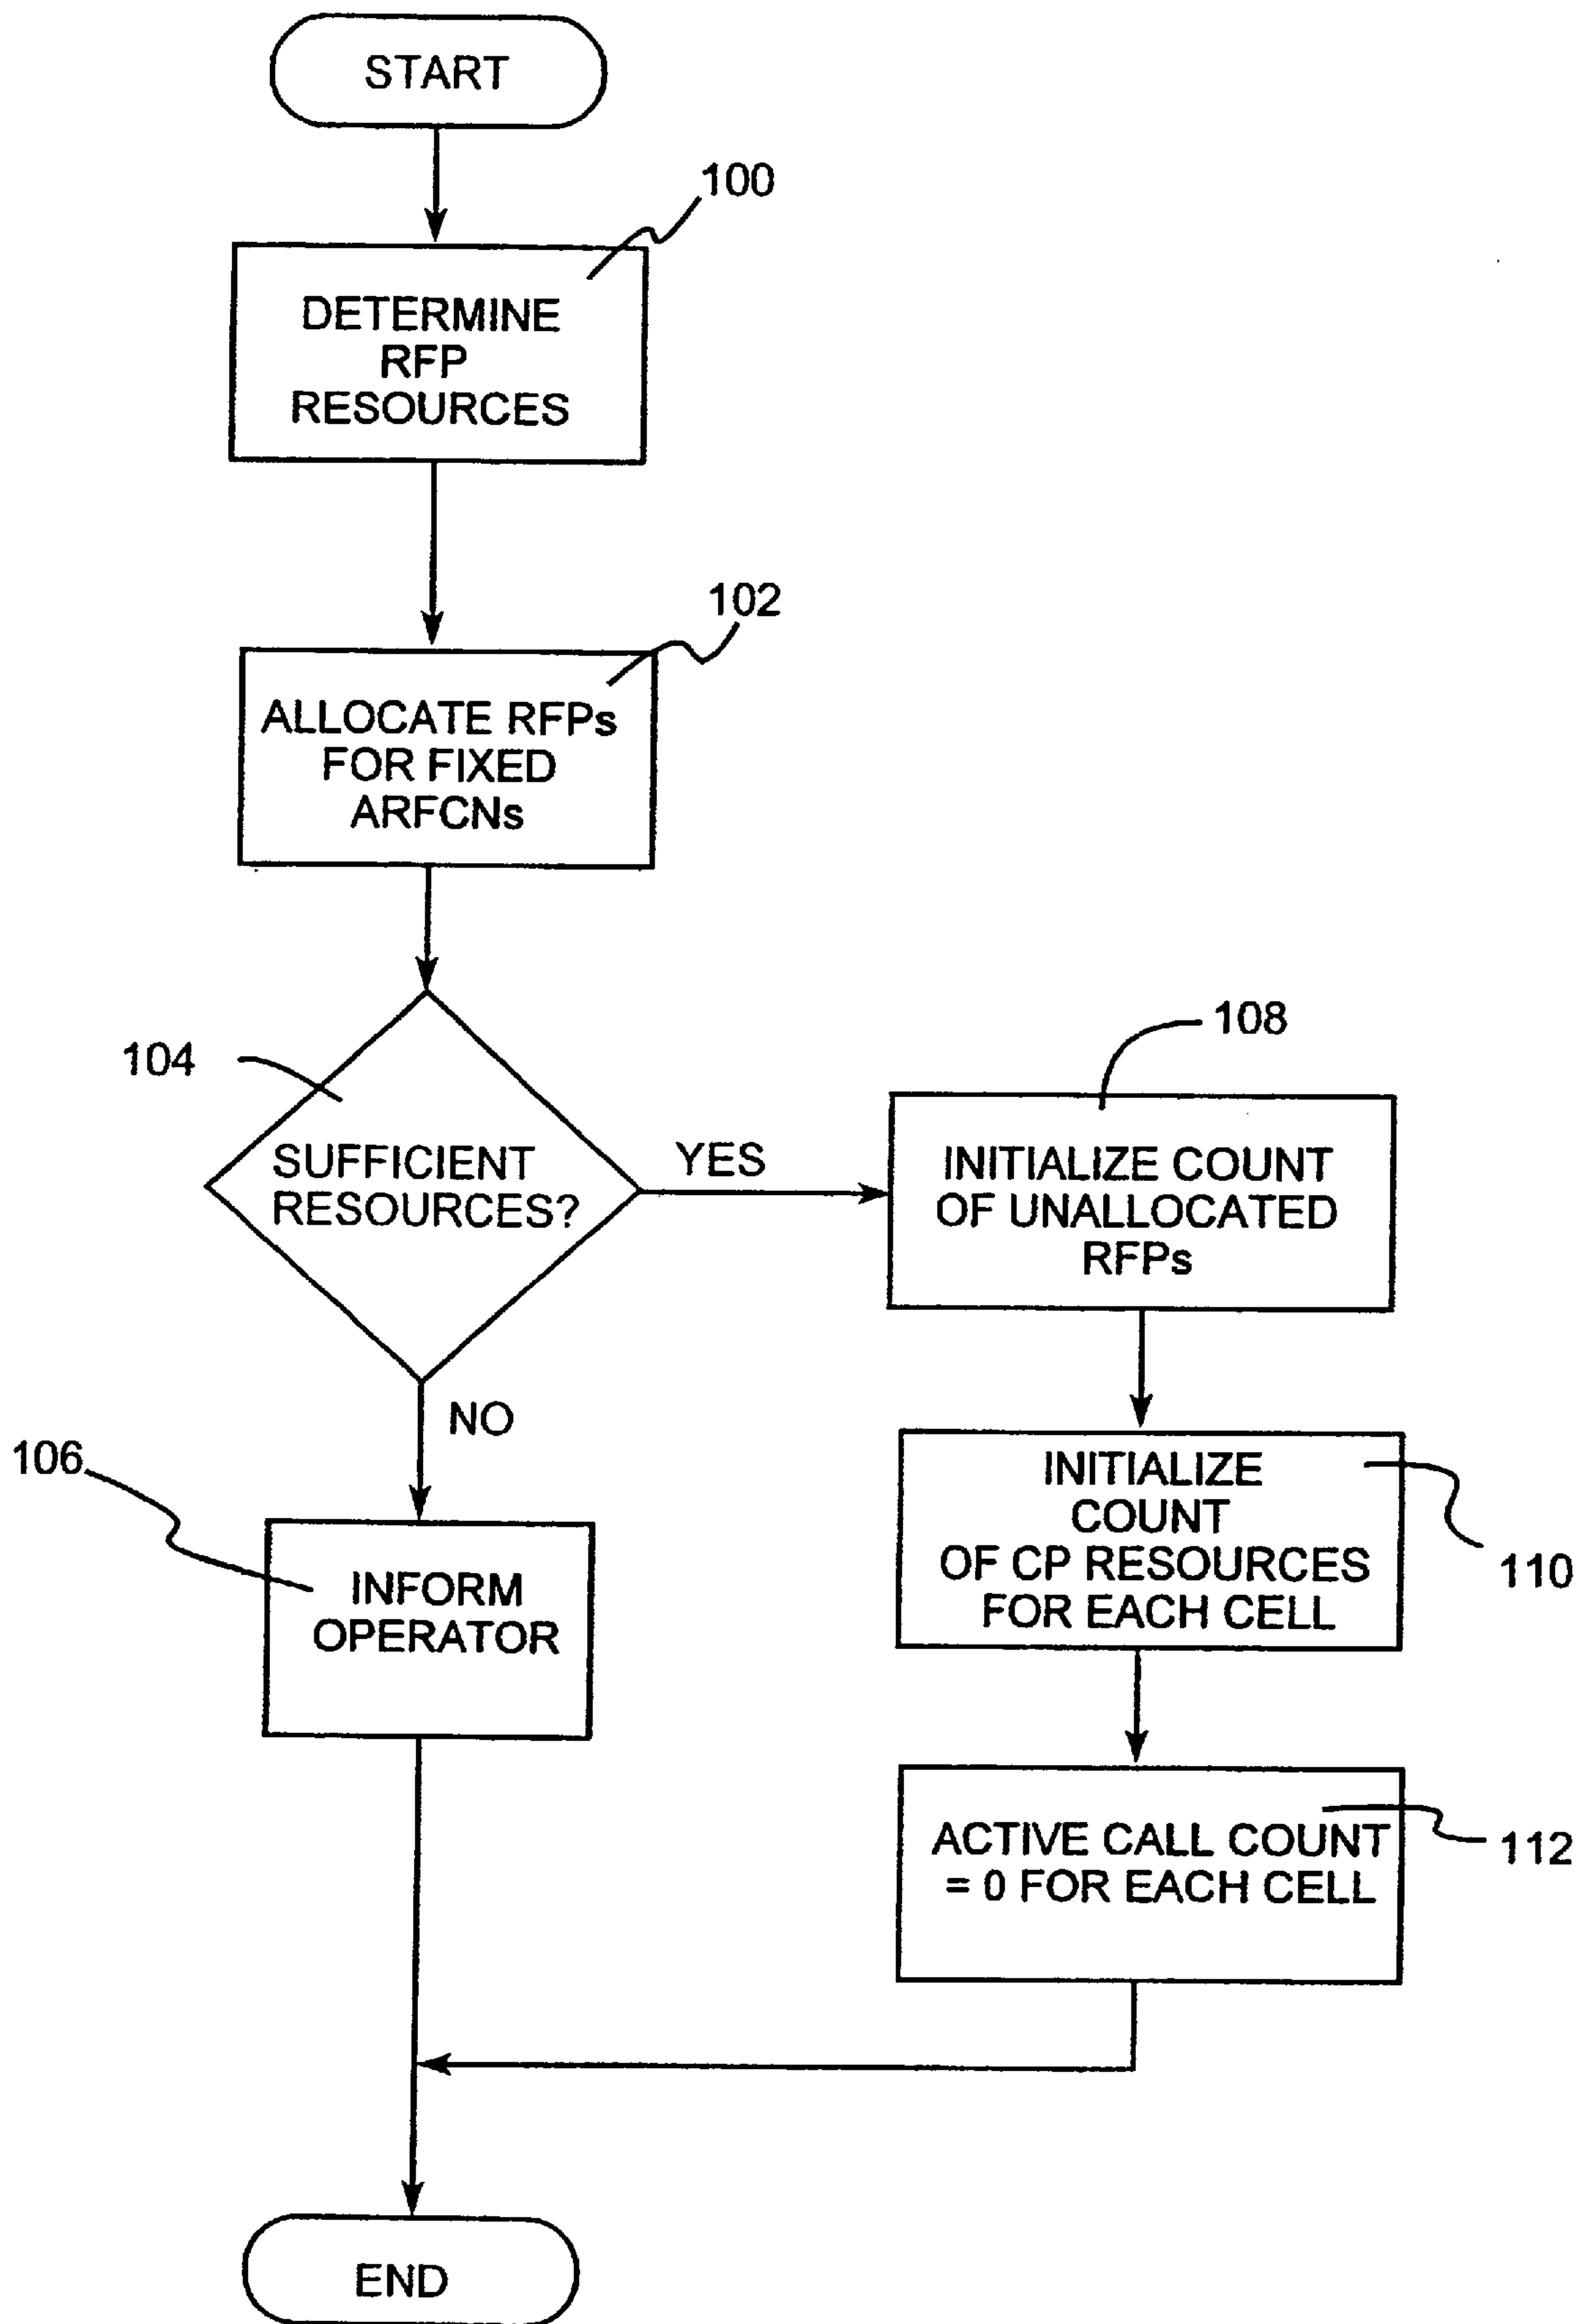 START
100
DETERMINE
RFP
RESOURCES
102
ALLOCATE RFPs
FOR FIXED
ARFCNs
104
SUFFICIENT
RESOURCES?
YES
NO
108
INITIALIZE COUNT
OF UNALLOCATED
RFPs
106
INFORM
OPERATOR
INITIALIZE
COUNT
OF CP RESOURCES
FOR EACH CELL
110
ACTIVE CALL COUNT
= 0 FOR EACH CELL
112
END